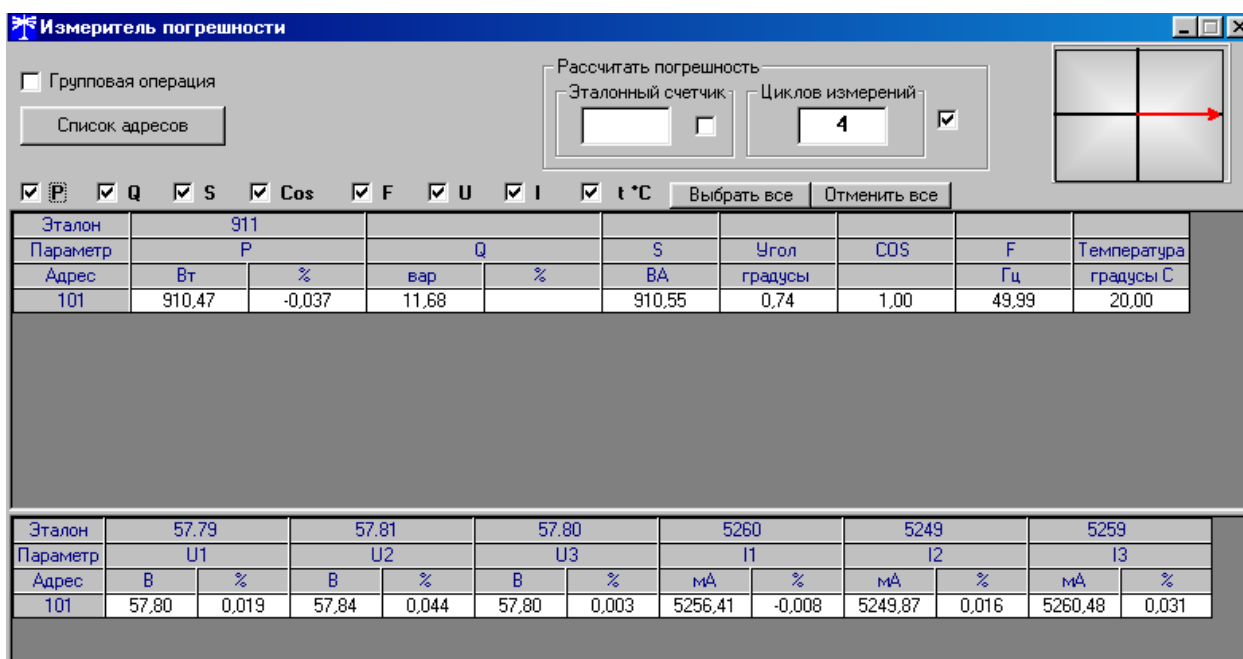 Измеритель погрешности
Групповая операция
Список адресов
Рассчитать погрешность
Эталонный счетчик Циклов измерений
4
P Q S Cos F U I t °C Выбрать все Отменить все
Эталон 911
Параметр P Q S Угол COS F Температура
Адрес Вт % вар % ВА градусы Гц градусы С
101 910,47 -0,037 11,68 910,55 0,74 1,00 49,99 20,00
Эталон 57.79 57.81 57.80 5260 5249 5259
Параметр U1 U2 U3 I1 I2 I3
Адрес В % В % В % мА % мА % мА %
101 57,80 0,019 57,84 0,044 57,80 0,003 5256,41 -0,008 5249,87 0,016 5260,48 0,031